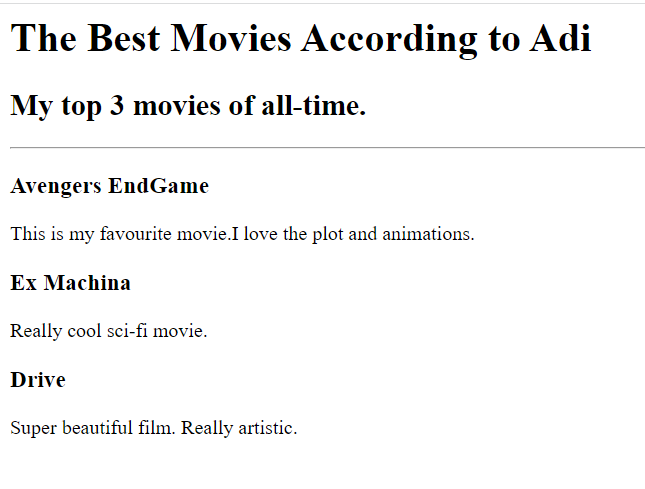 The Best Movies According to Adi
My top 3 movies of all-time.
Avengers EndGame
This is my favourite movie.I love the plot and animations.
Ex Machina
Really cool sci-fi movie.
Drive
Super beautiful film. Really artistic.